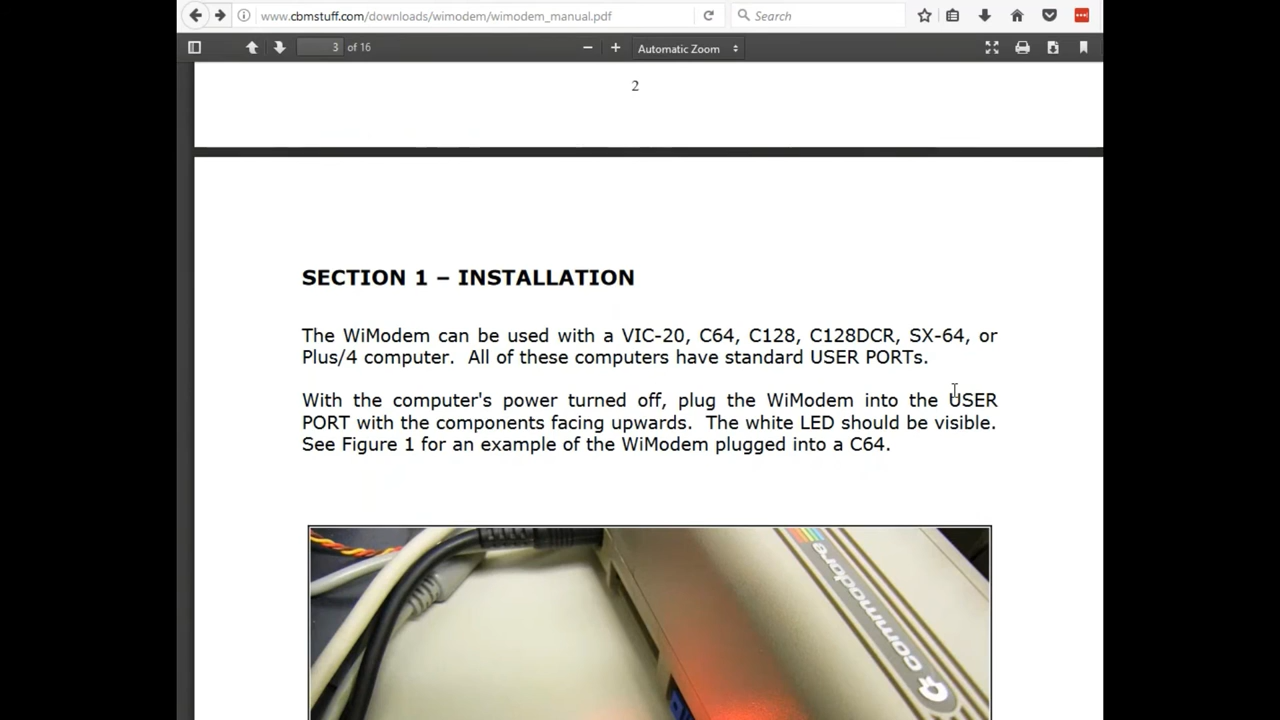 www.cbmstuff.com/downloads/wimodem/wimodem_manual.pdf
Search
3 of 16
Automatic Zoom
2
SECTION 1 – INSTALLATION
The WiModem can be used with a VIC-20, C64, C128, C128DCR, SX-64, or
Plus/4 computer.  All of these computers have standard USER PORTs.
With the computer's power turned off, plug the WiModem into the USER
PORT with the components facing upwards.  The white LED should be visible.
See Figure 1 for an example of the WiModem plugged into a C64.
commodore